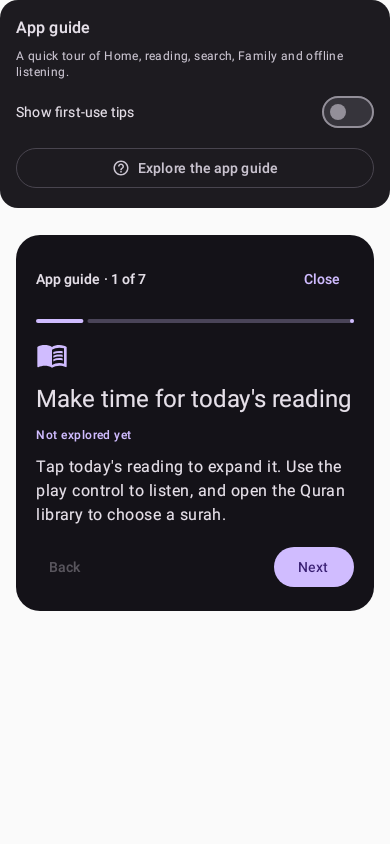 App guide
A quick tour of Home, reading, search, Family and offline
listening.
Show first-use tips
Explore the app guide
App guide · 1 of 7
Close
Make time for today's reading
Not explored yet
Tap today's reading to expand it. Use the
play control to listen, and open the Quran
library to choose a surah.
Back
Next